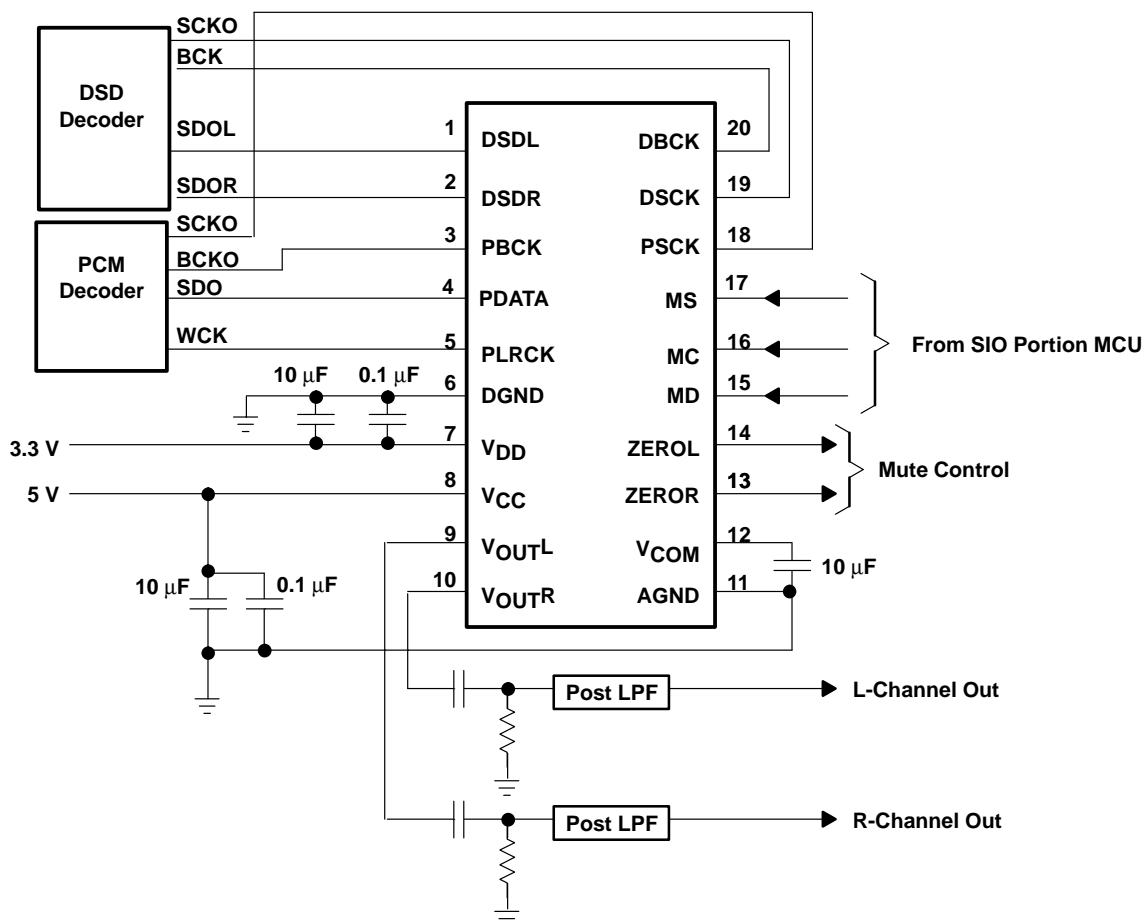 SCKO
BCK
DSD
Decoder
SDOL
SDOR
SCKO
PCM
Decoder
BCKO
SDO
WCK
1 DSDL DBCK 20
2 DSDR DSCK 19
3 PBCK PSCK 18
4 PDATA MS 17
5 PLRCK MC 16
6 DGND MD 15
7 VDD ZEROL 14
8 VCC ZEROR 13
9 VOUTL VCOM 12
10 VOUTR AGND 11
From SIO Portion MCU
Mute Control
10 μF 0.1 μF
3.3 V
5 V
10 μF 0.1 μF
10 μF
Post LPF L-Channel Out
Post LPF R-Channel Out